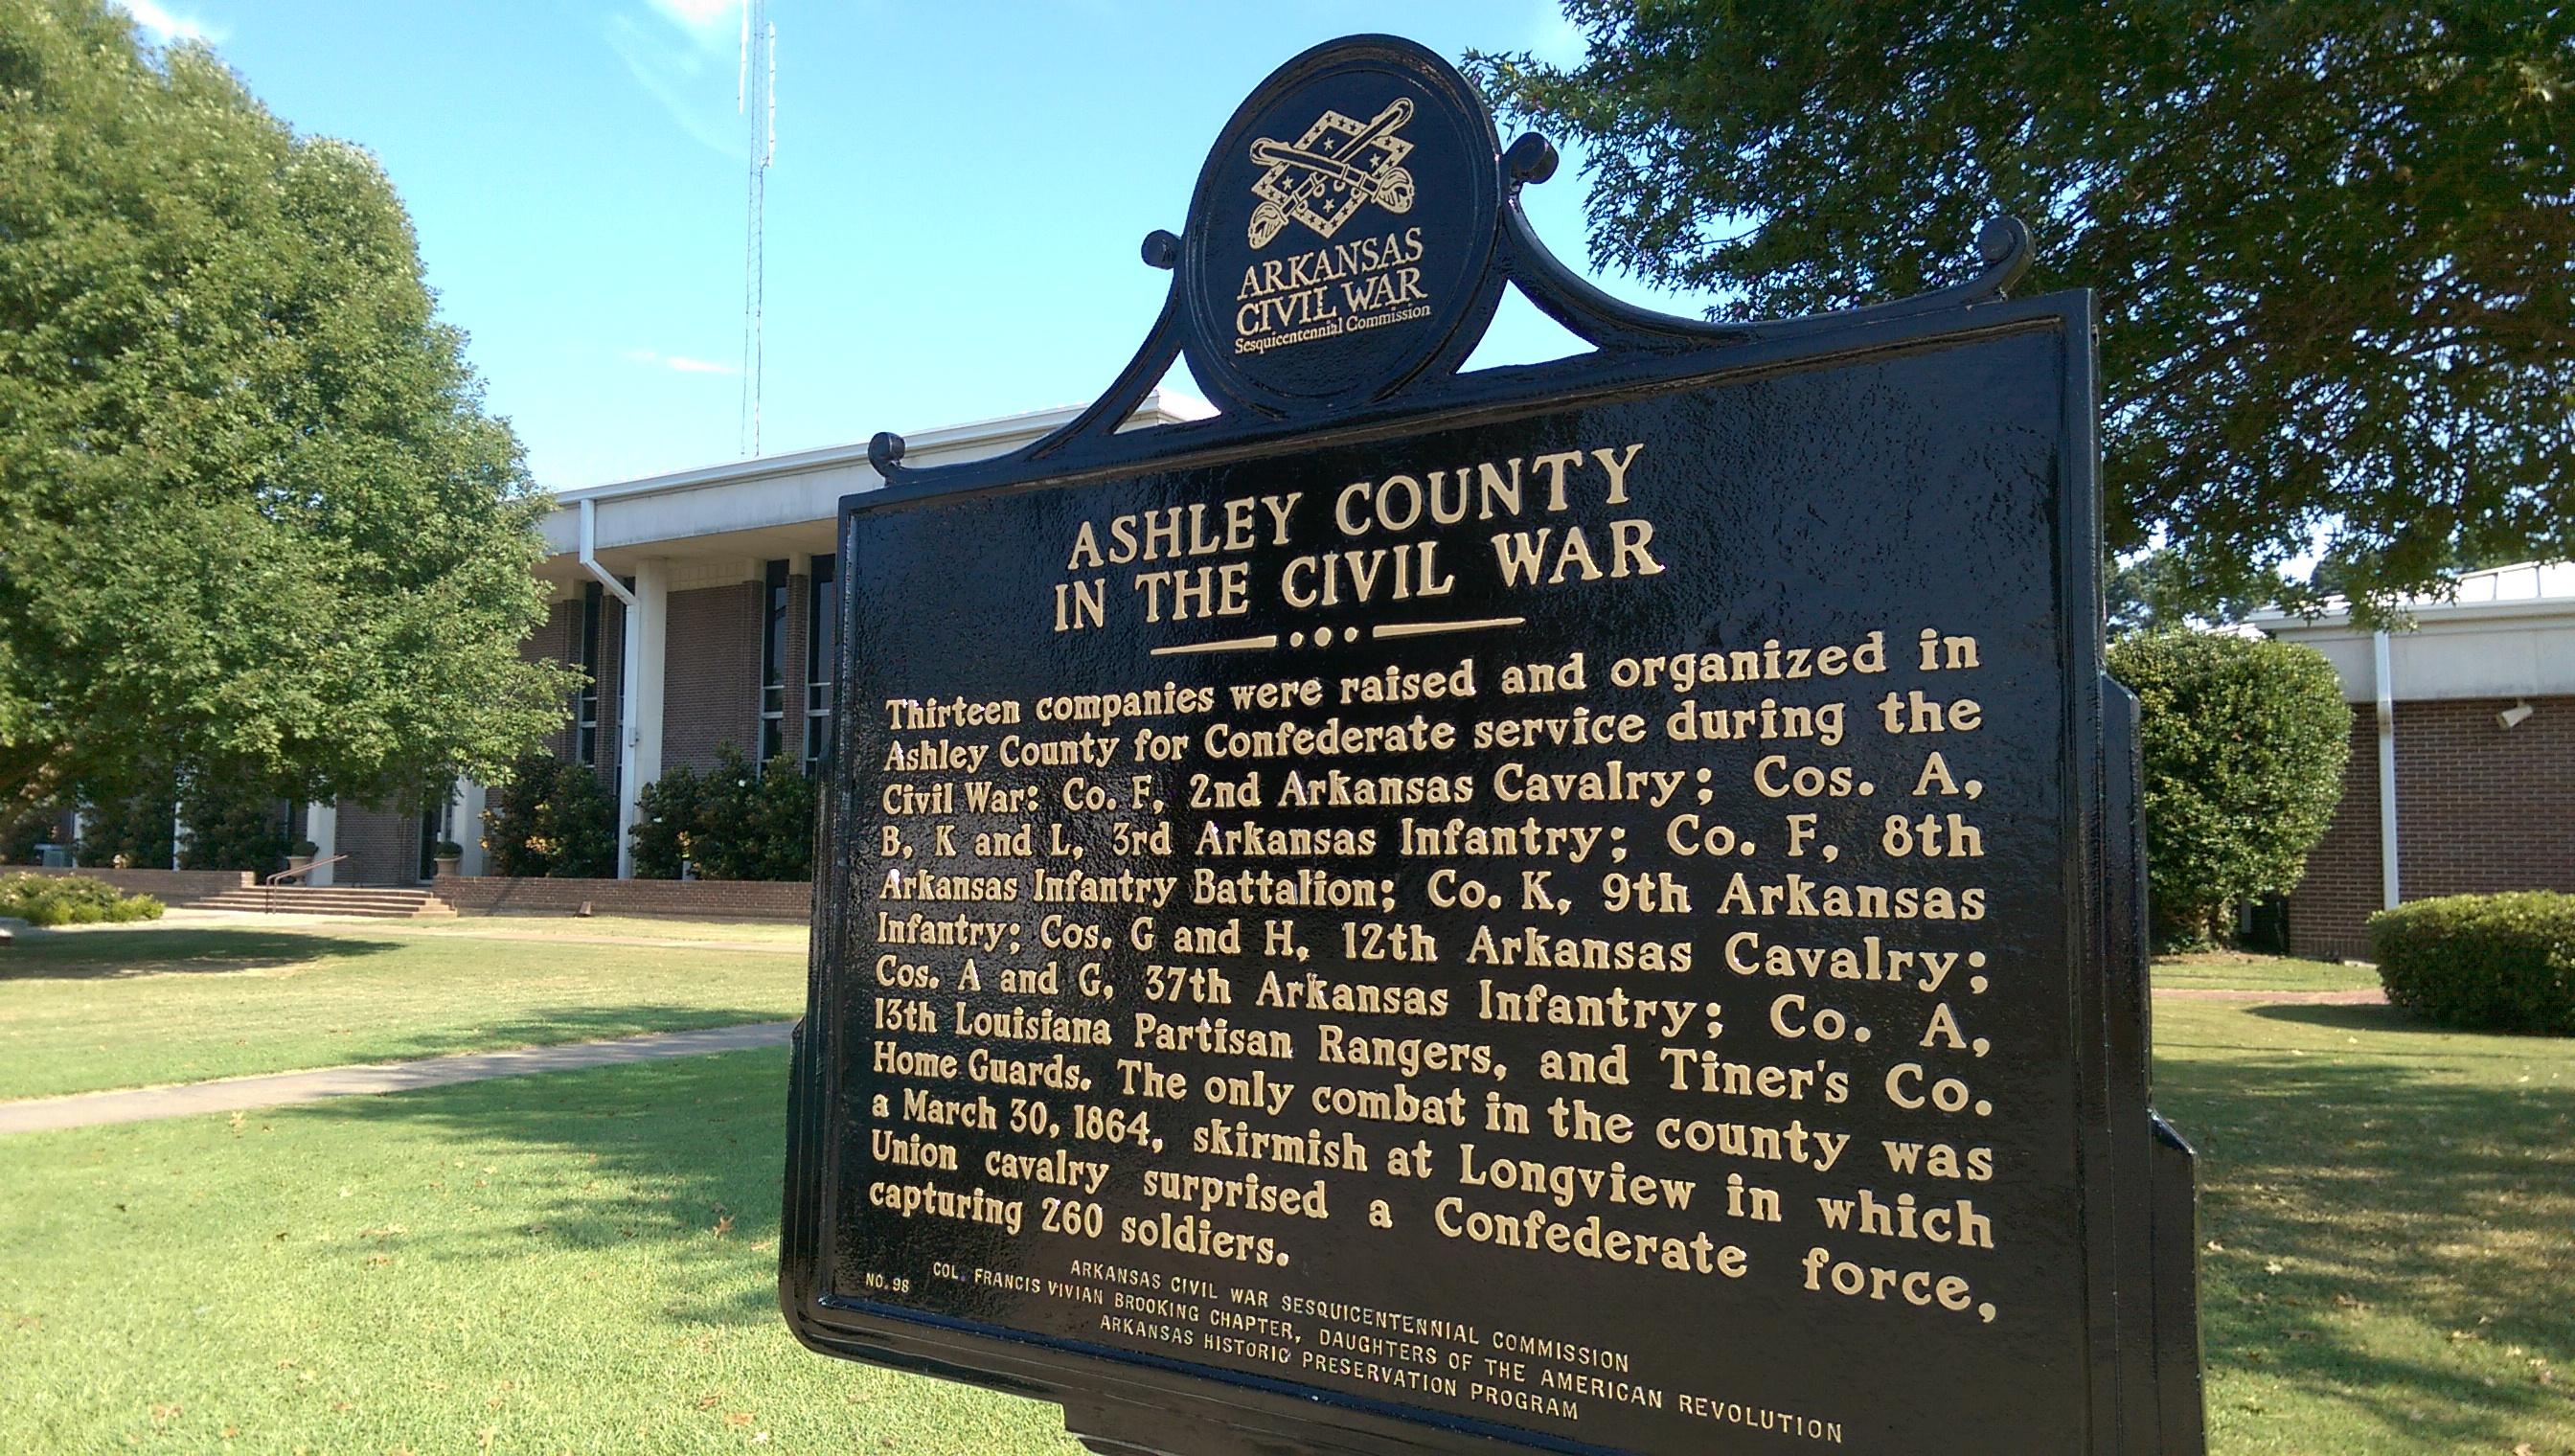 ARKANSAS
CIVIL WAR
Sesquicentennial Commission
ASHLEY COUNTY
IN THE CIVIL WAR
Thirteen companies were raised and organized in
Ashley County for Confederate service during the
Civil War: Co. F, 2nd Arkansas Cavalry; Cos. A,
B, K and L, 3rd Arkansas Infantry; Co. F, 8th
Arkansas Infantry Battalion; Co. K, 9th Arkansas
Infantry; Cos. G and H, 12th Arkansas Cavalry;
Cos. A and G, 37th Arkansas Infantry; Co. A,
13th Louisiana Partisan Rangers, and Tiner's Co.
Home Guards. The only combat in the county was
a March 30, 1864, skirmish at Longview in which
Union cavalry surprised a Confederate force,
capturing 260 soldiers.
ARKANSAS CIVIL WAR SESQUICENTENNIAL COMMISSION
NO. 98 COL. FRANCIS VIVIAN BROOKING CHAPTER, DAUGHTERS OF THE AMERICAN REVOLUTION
ARKANSAS HISTORIC PRESERVATION PROGRAM